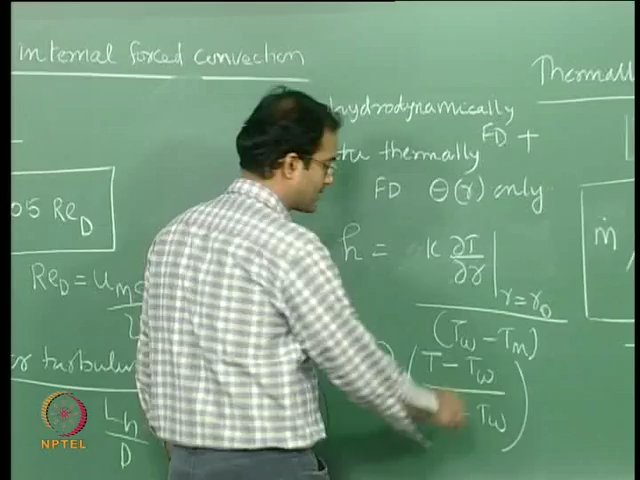 internal forced convection
05 Re_D
Re_D = u_m
turbul
L_h
D
hydrodynamically
FD +
thermally
FD θ(r) only
h = k ∂T/∂r |_{r=r_0}
(T_w - T_m)
T - T_w
T_w
Thermall
ṁ
NPTEL